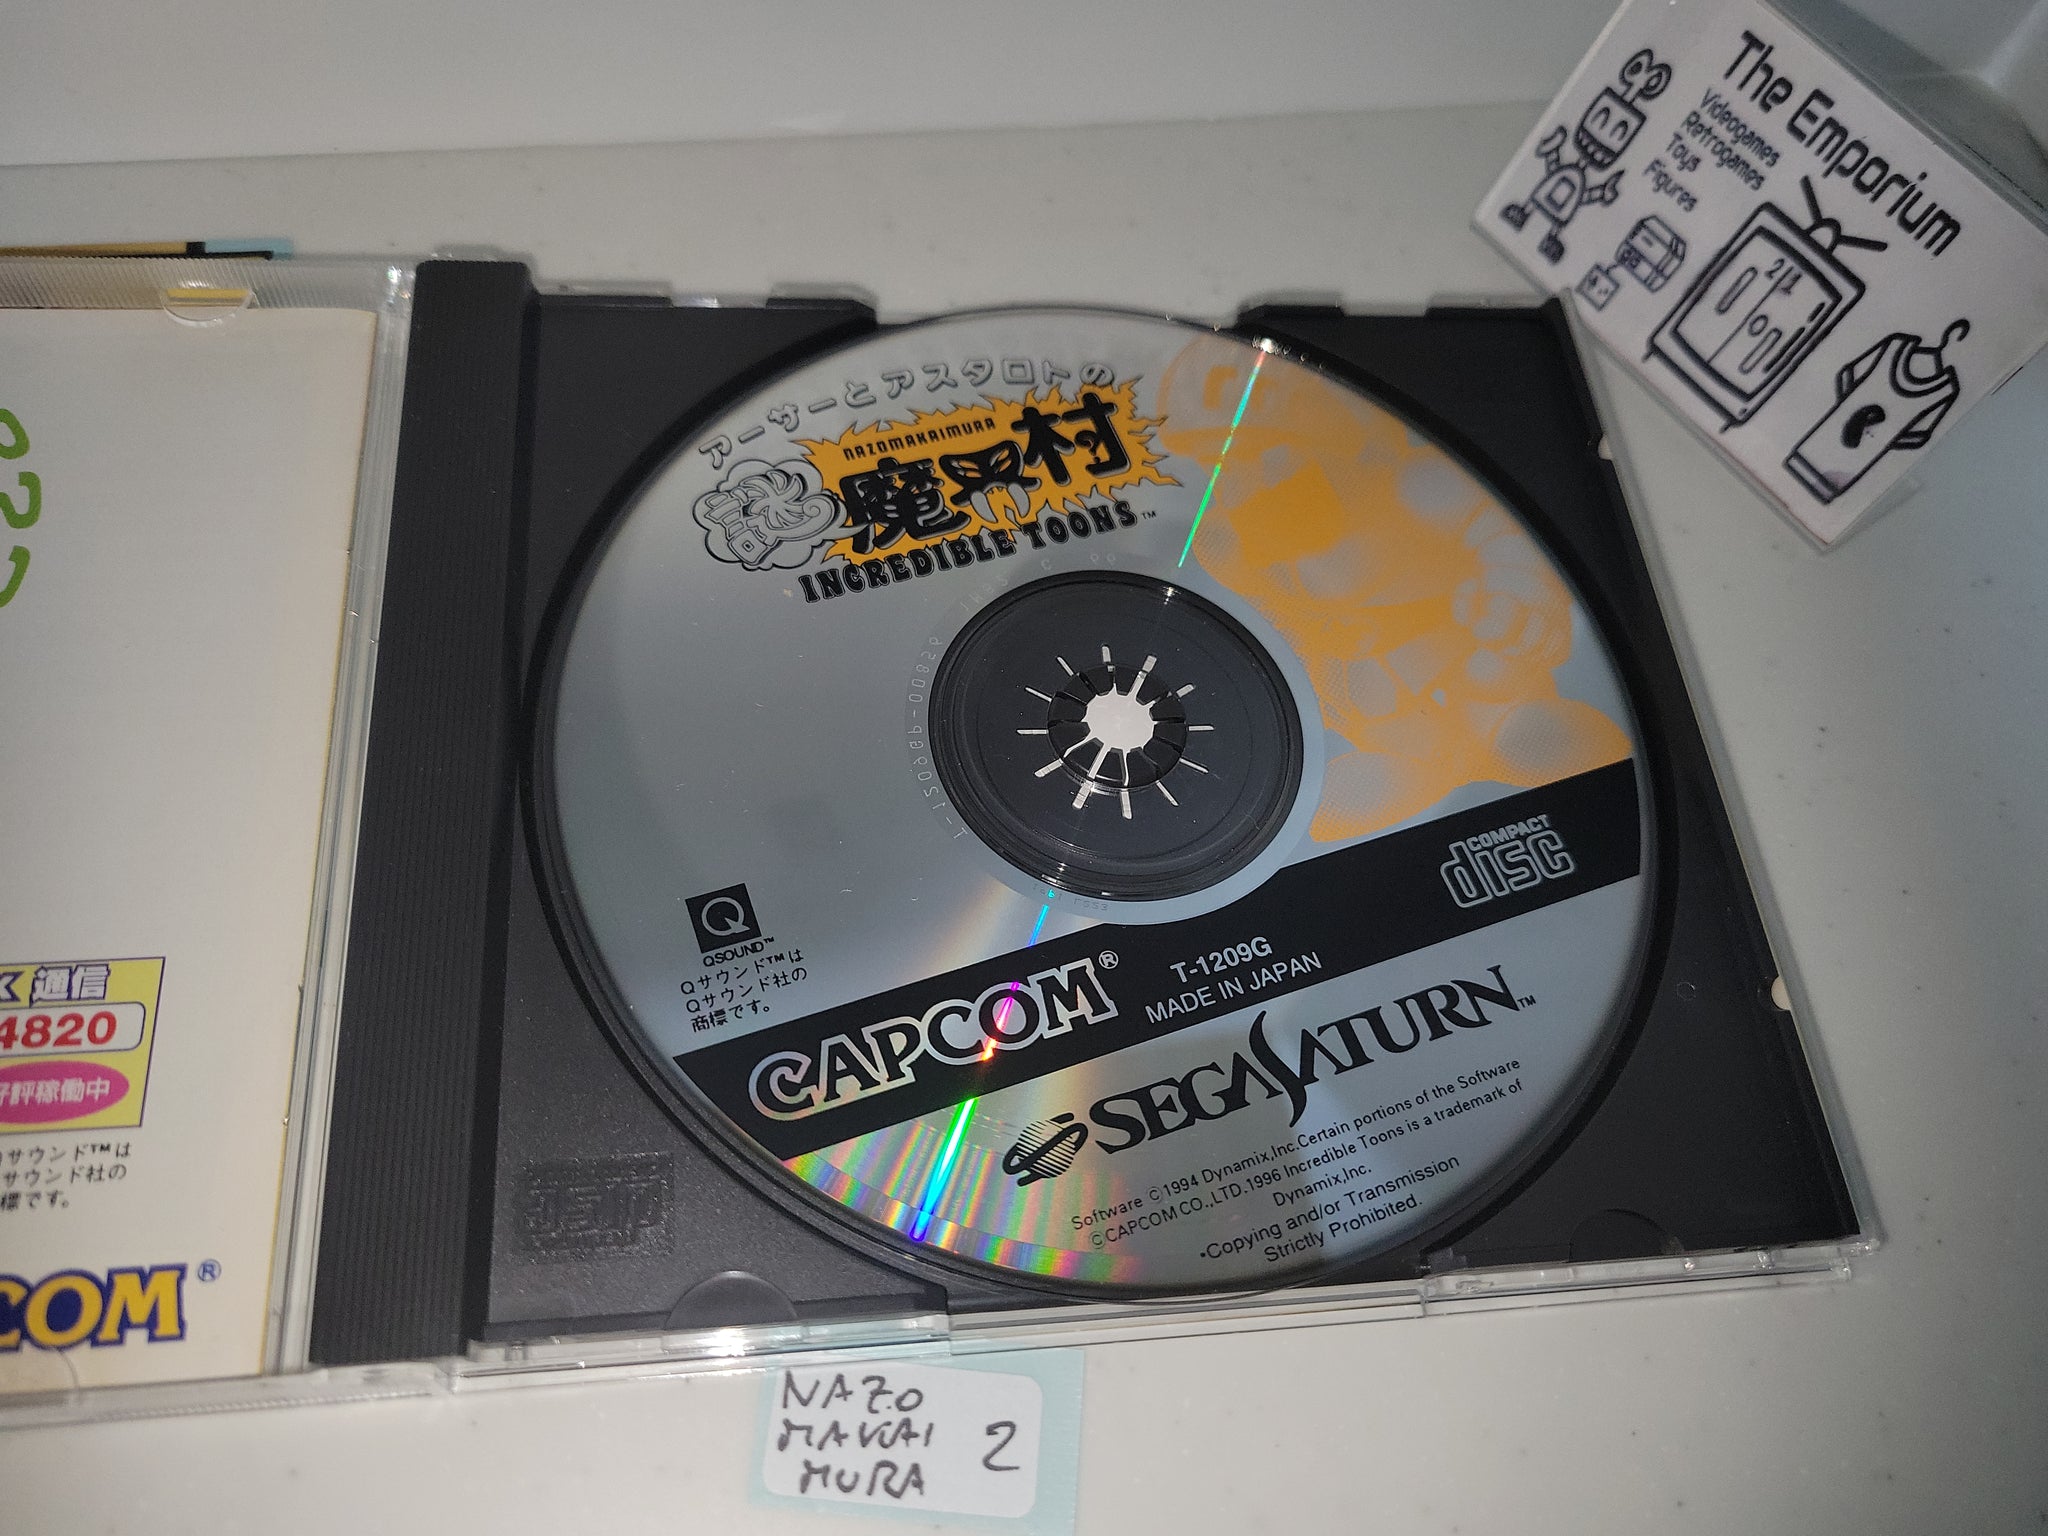 The Emporium
Videogames
Retrogames
Toys
Figures
アーサーとアスタロトの
謎魔界村
NAZOMAKAIMURA
INCREDIBLE TOONS™
Q
QSOUND™
Qサウンド™は
Qサウンド社の
商標です。
COMPACT
disc
CAPCOM®
T-1209G
MADE IN JAPAN
SEGA SATURN™
Software ©1994 Dynamix,Inc.Certain portions of the Software
©CAPCOM CO.,LTD.1996 Incredible Toons is a trademark of
Dynamix,Inc.
•Copying and/or Transmission
Strictly Prohibited.
通信
4820
好評稼働中
サウンド™は
サウンド社の
標です。
COM®
NAZO
MAKAI
MURA
2